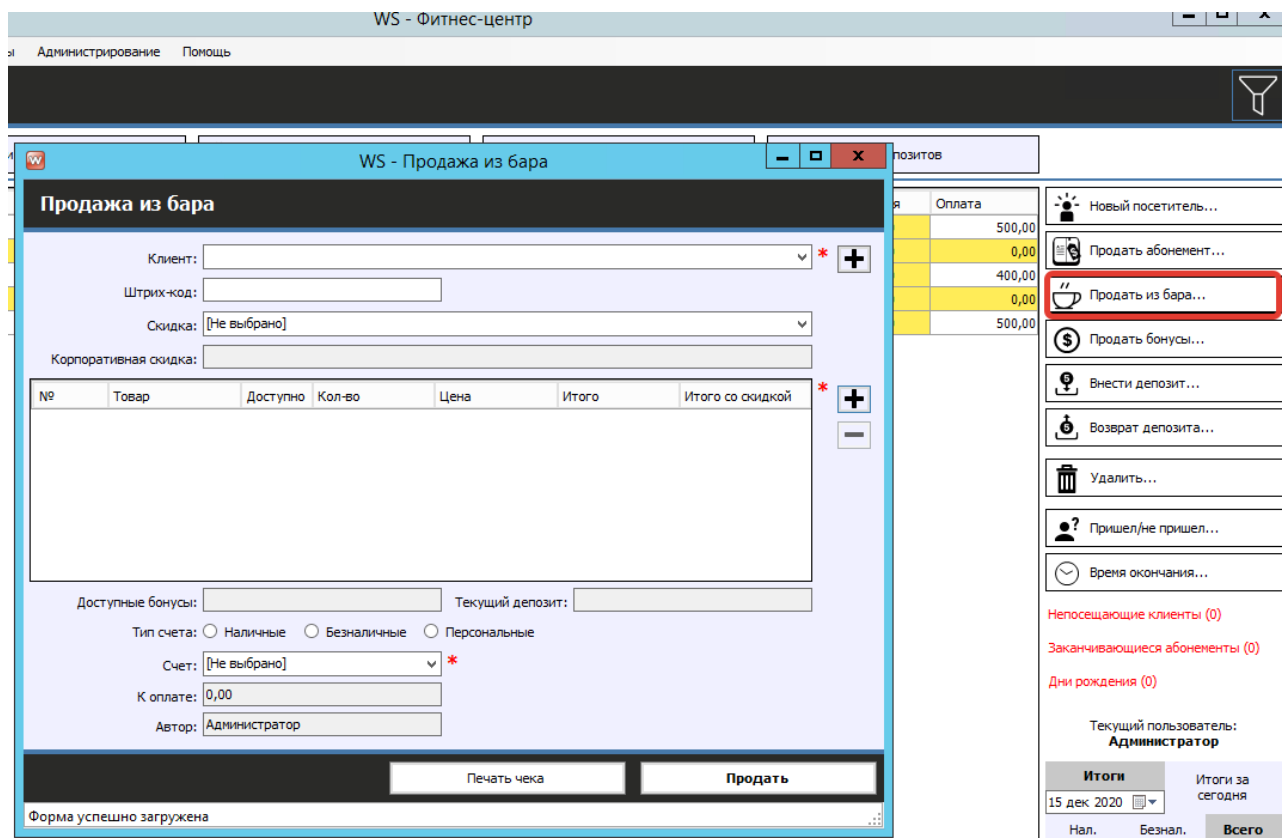 WS - Фитнес-центр
Администрирование Помощь
WS - Продажа из бара
Продажа из бара
Клиент: *
Штрих-код:
Скидка: [Не выбрано]
Корпоративная скидка:
№ Товар Доступно Кол-во Цена Итого Итого со скидкой *
Доступные бонусы: Текущий депозит:
Тип счета: Наличные Безналичные Персональные
Счет: [Не выбрано] *
К оплате: 0,00
Автор: Администратор
Печать чека Продать
Форма успешно загружена
Оплата
500,00
0,00
400,00
0,00
500,00
Новый посетитель...
Продать абонемент...
Продать из бара...
Продать бонусы...
Внести депозит...
Возврат депозита...
Удалить...
Пришел/не пришел...
Время окончания...
Непосещающие клиенты (0)
Заканчивающиеся абонементы (0)
Дни рождения (0)
Текущий пользователь:
Администратор
Итоги
Итоги за
сегодня
15 дек 2020
Нал. Безнал. Всего